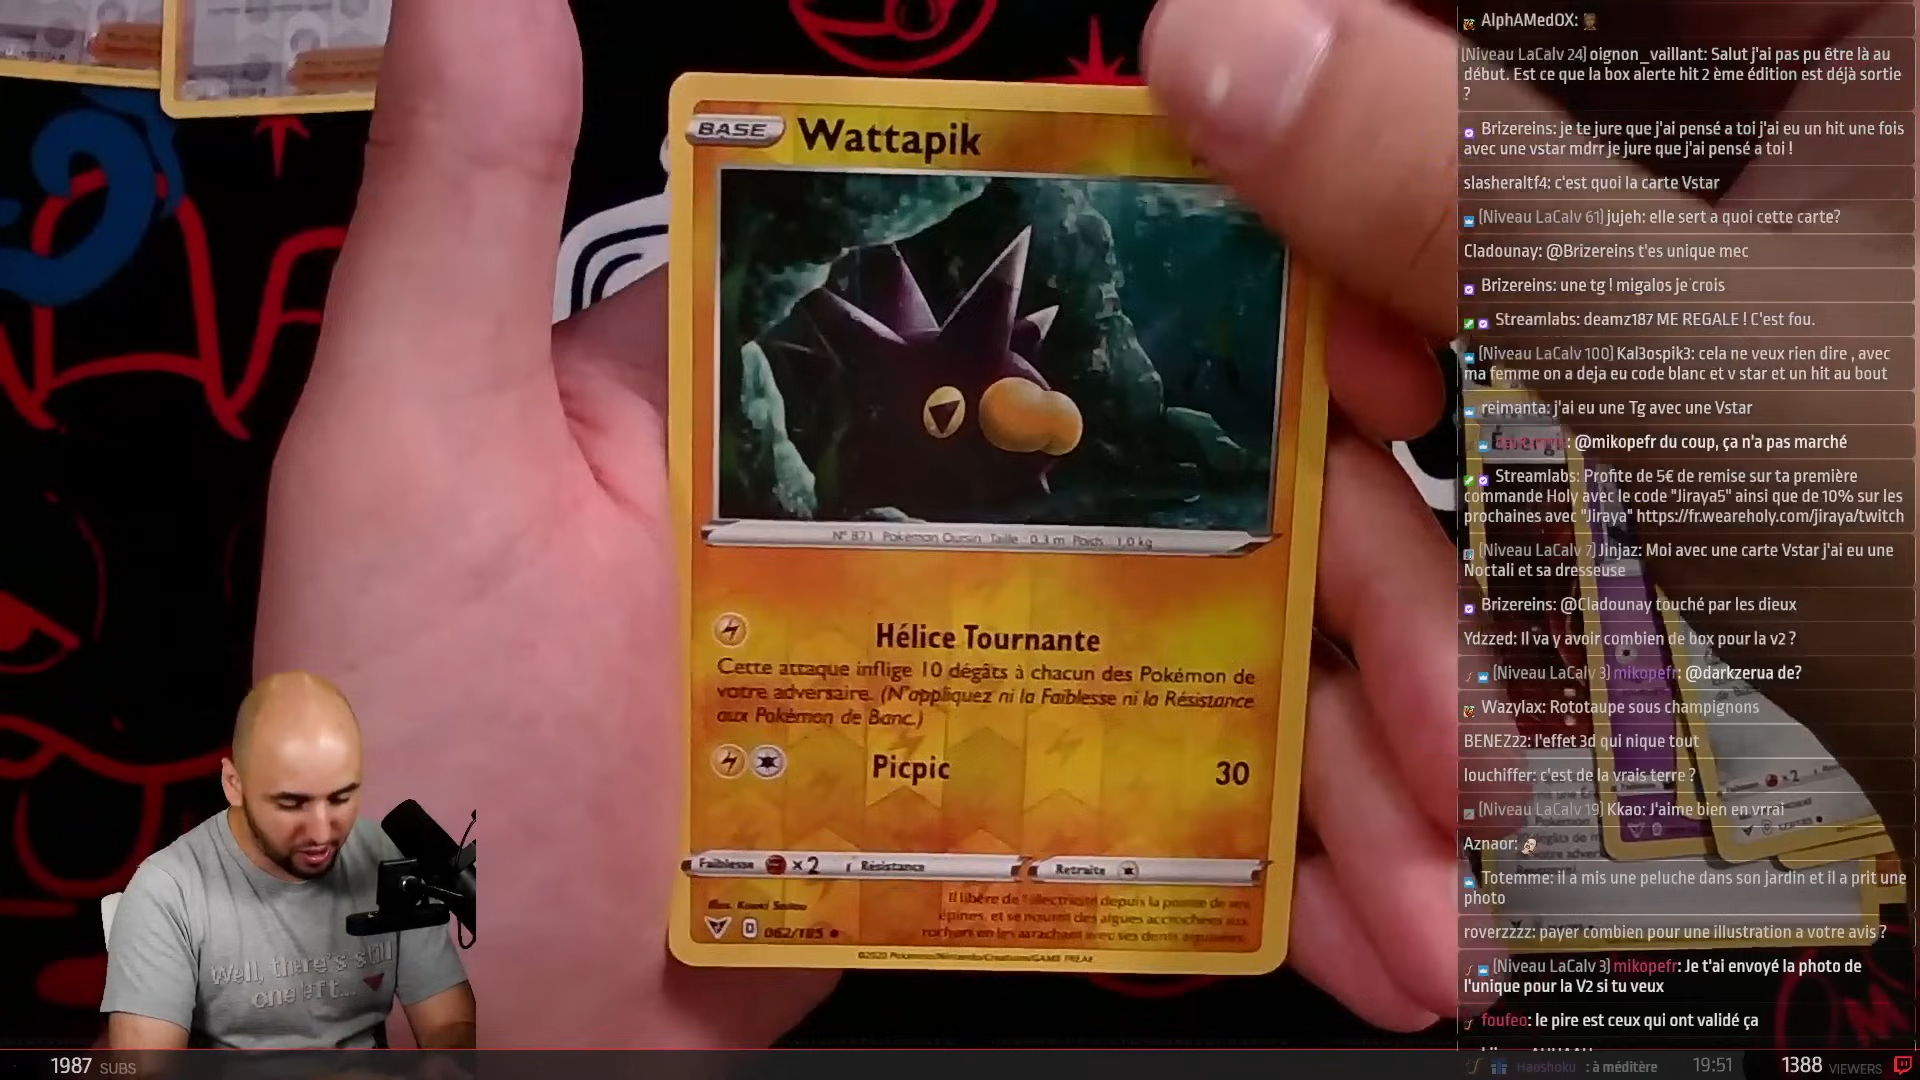 BASE Wattapik
N° 871 Pokémon Oursin Taille : 0,3 m Poids : 1,0 kg
Hélice Tournante
Cette attaque inflige 10 dégâts à chacun des Pokémon de
votre adversaire. (N'appliquez ni la Faiblesse ni la Résistance
aux Pokémon de Banc.)
Picpic 30
Faiblesse ×2 Résistance Retraite
Illus. Kouki Saitou
D 062/185
Il libère de l'électricité depuis la pointe de ses
épines, et se nourrit des algues accrochées aux
rochers en les arrachant avec ses dents aiguisées.
©2020 Pokémon/Nintendo/Creatures/GAME FREAK
Well, there's still
one left...
AlphAMedOX:
[Niveau LaCalv 24] oignon_vaillant: Salut j'ai pas pu être là au
début. Est ce que la box alerte hit 2 ème édition est déjà sortie
?
Brizereins: je te jure que j'ai pensé a toi j'ai eu un hit une fois
avec une vstar mdrr je jure que j'ai pensé a toi !
slasheraltf4: c'est quoi la carte Vstar
[Niveau LaCalv 61] jujeh: elle sert a quoi cette carte?
Cladounay: @Brizereins t'es unique mec
Brizereins: une tg ! migalos je crois
Streamlabs: deamz187 ME REGALE ! C'est fou.
[Niveau LaCalv 100] Kal3ospik3: cela ne veux rien dire , avec
ma femme on a deja eu code blanc et v star et un hit au bout
reimanta: j'ai eu une Tg avec une Vstar
: @mikopefr du coup, ça n'a pas marché
Streamlabs: Profite de 5€ de remise sur ta première
commande Holy avec le code "Jiraya5" ainsi que de 10% sur les
prochaines avec "Jiraya" https://fr.weareholy.com/jiraya/twitch
[Niveau LaCalv 7] Jinjaz: Moi avec une carte Vstar j'ai eu une
Noctali et sa dresseuse
Brizereins: @Cladounay touché par les dieux
Ydzzed: Il va y avoir combien de box pour la v2 ?
[Niveau LaCalv 3] mikopefr: @darkzerua de?
Wazylax: Rototaupe sous champignons
BENEZ22: l'effet 3d qui nique tout
louchiffer: c'est de la vrais terre ?
[Niveau LaCalv 19] Kkao: J'aime bien en vrrai
Aznaor:
Totemme: il a mis une peluche dans son jardin et il a prit une
photo
roverzzzz: payer combien pour une illustration a votre avis ?
[Niveau LaCalv 3] mikopefr: Je t'ai envoyé la photo de
l'unique pour la V2 si tu veux
foufeo: le pire est ceux qui ont validé ça
Haoshoku : à méditère
1987 SUBS
19:51
1388 VIEWERS